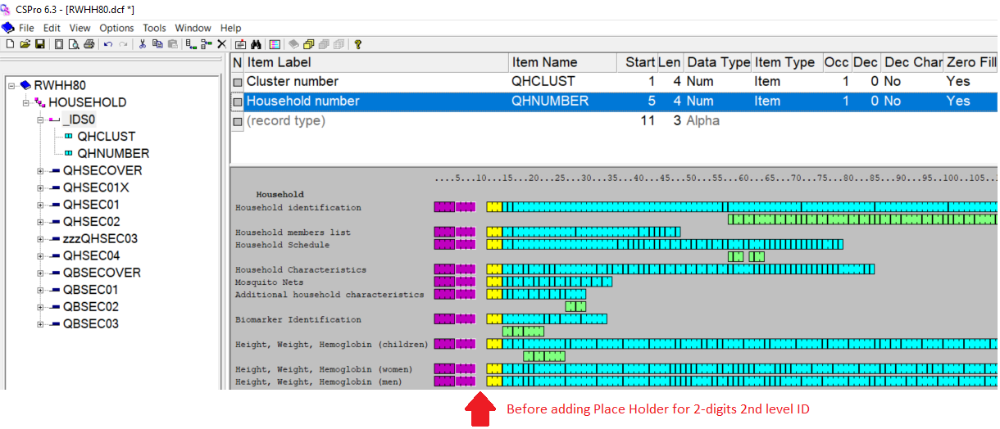 CSPro 6.3 - [RWHH80.dcf *]
File Edit View Options Tools Window Help
RWHH80
HOUSEHOLD
_IDS0
QHCLUST
QHNUMBER
QHSECOVER
QHSEC01X
QHSEC01
QHSEC02
zzzQHSEC03
QHSEC04
QBSECOVER
QBSEC01
QBSEC02
QBSEC03
N Item Label Item Name Start Len Data Type Item Type Occ Dec Dec Char Zero Fill
Cluster number QHCLUST 1 4 Num Item 1 0 No Yes
Household number QHNUMBER 5 4 Num Item 1 0 No Yes
(record type) 11 3 Alpha
....5...10...15...20...25...30...35...40...45...50...55...60...65...70...75...80...85...90...95..100..105..
Household
Household identification
Household members list
Household Schedule
Household Characteristics
Mosquito Nets
Additional household characteristics
Biomarker Identification
Height, Weight, Hemoglobin (children)
Height, Weight, Hemoglobin (women)
Height, Weight, Hemoglobin (men)
Before adding Place Holder for 2-digits 2nd level ID